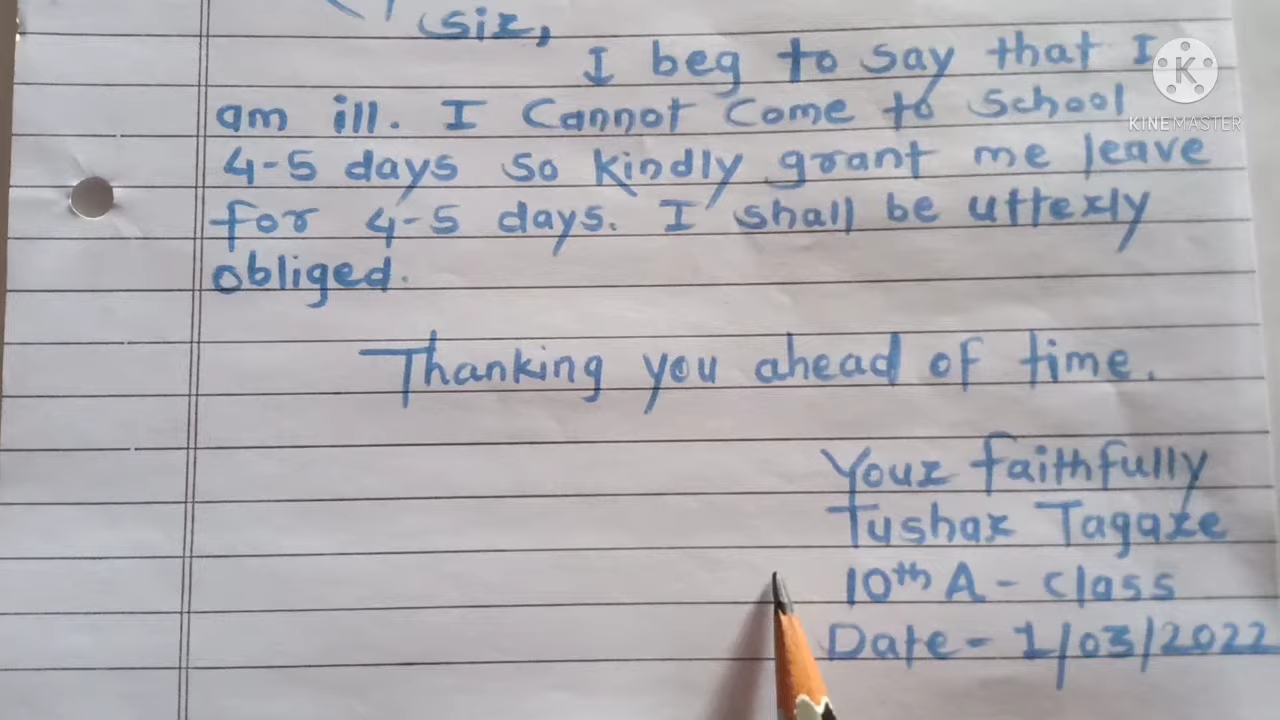 sir,
I beg to say that I
am ill. I Cannot Come to School
4-5 days so kindly grant me leave
for 4-5 days. I shall be utterly
obliged.
Thanking you ahead of time.
Your faithfully
Tushar Tagare
10th A - class
Date - 1/03/2022
KINEMASTER